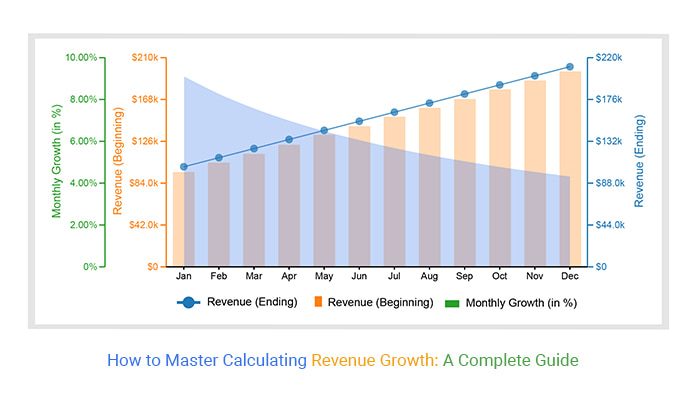 Monthly Growth (in %)
10.00%
8.00%
6.00%
4.00%
2.00%
0%
Revenue (Beginning)
$210k
$168k
$126k
$84.0k
$42.0k
$0
$220k
$176k
$132k
$88.0k
$44.0k
$0
Revenue (Ending)
Jan Feb Mar Apr May Jun Jul Aug Sep Oct Nov Dec
Revenue (Ending) Revenue (Beginning) Monthly Growth (in %)
How to Master Calculating Revenue Growth: A Complete Guide